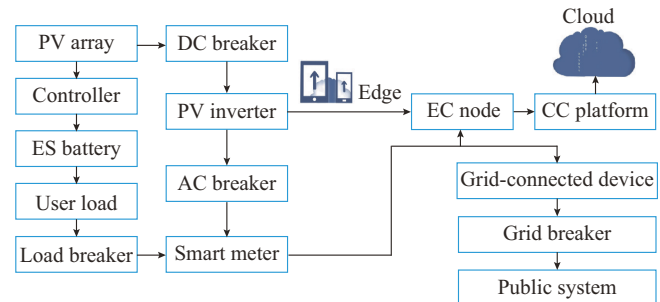 Cloud
PV array
DC breaker
Controller
PV inverter
Edge
EC node
CC platform
ES battery
AC breaker
Grid-connected device
User load
Grid breaker
Load breaker
Smart meter
Public system